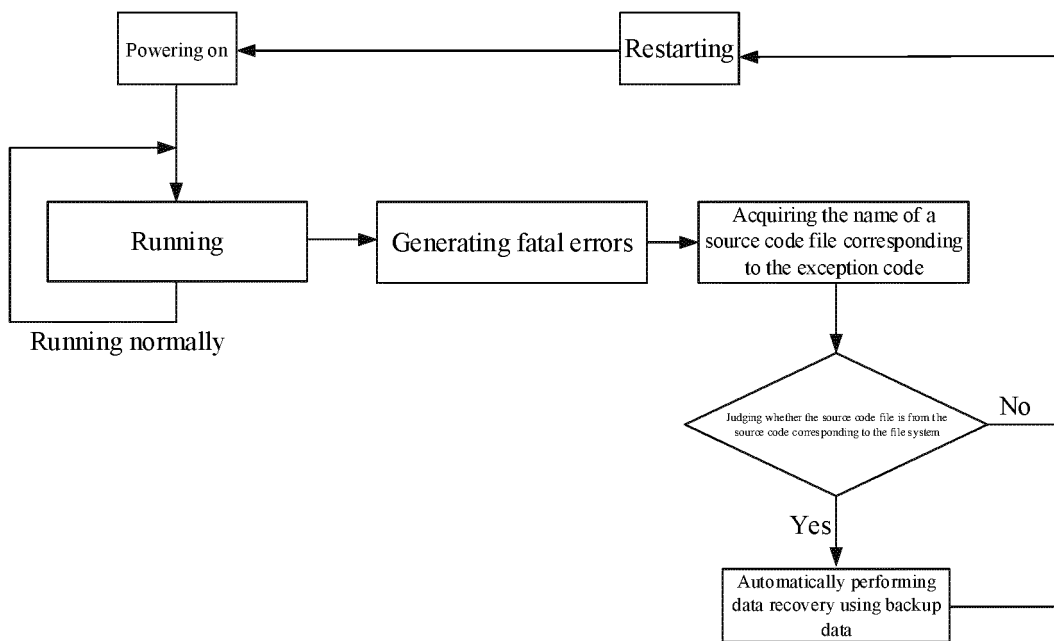 Powering on
Restarting
Running
Generating fatal errors
Acquiring the name of a
source code file corresponding
to the exception code
Running normally
Judging whether the source code file is from the
source code corresponding to the file system
No
Yes
Automatically performing
data recovery using backup
data